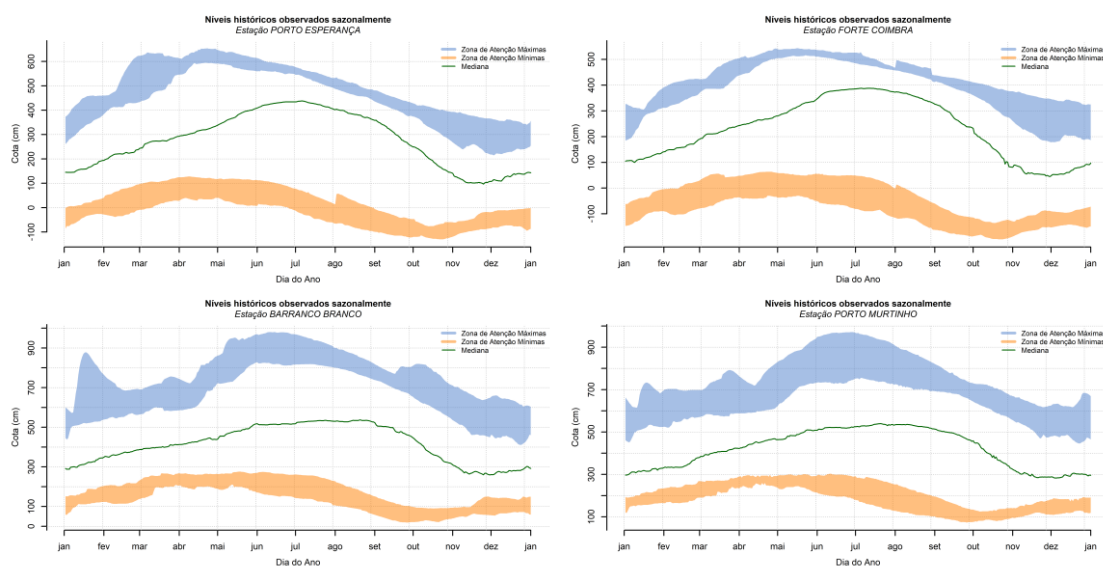 Níveis históricos observados sazonalmente
Estação PORTO ESPERANÇA
Zona de Atenção Máximas
Zona de Atenção Mínimas
Mediana
Cota (cm)
600
500
400
300
200
100
0
-100
jan fev mar abr mai jun jul ago set out nov dez jan
Dia do Ano
Níveis históricos observados sazonalmente
Estação FORTE COIMBRA
Zona de Atenção Máximas
Zona de Atenção Mínimas
Mediana
Cota (cm)
500
400
300
200
100
0
-100
jan fev mar abr mai jun jul ago set out nov dez jan
Dia do Ano
Níveis históricos observados sazonalmente
Estação BARRANCO BRANCO
Zona de Atenção Máximas
Zona de Atenção Mínimas
Mediana
Cota (cm)
900
700
500
300
100
0
jan fev mar abr mai jun jul ago set out nov dez jan
Dia do Ano
Níveis históricos observados sazonalmente
Estação PORTO MURTINHO
Zona de Atenção Máximas
Zona de Atenção Mínimas
Mediana
Cota (cm)
900
700
500
300
100
jan fev mar abr mai jun jul ago set out nov dez jan
Dia do Ano